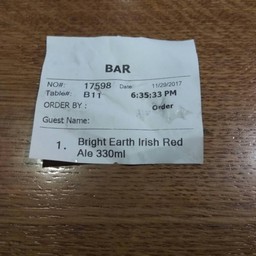 BAR
NO#: 17598 Date: 11/29/2017
Table#: B11 6:35:33 PM
ORDER BY : Order
Guest Name:
1. Bright Earth Irish Red
Ale 330ml